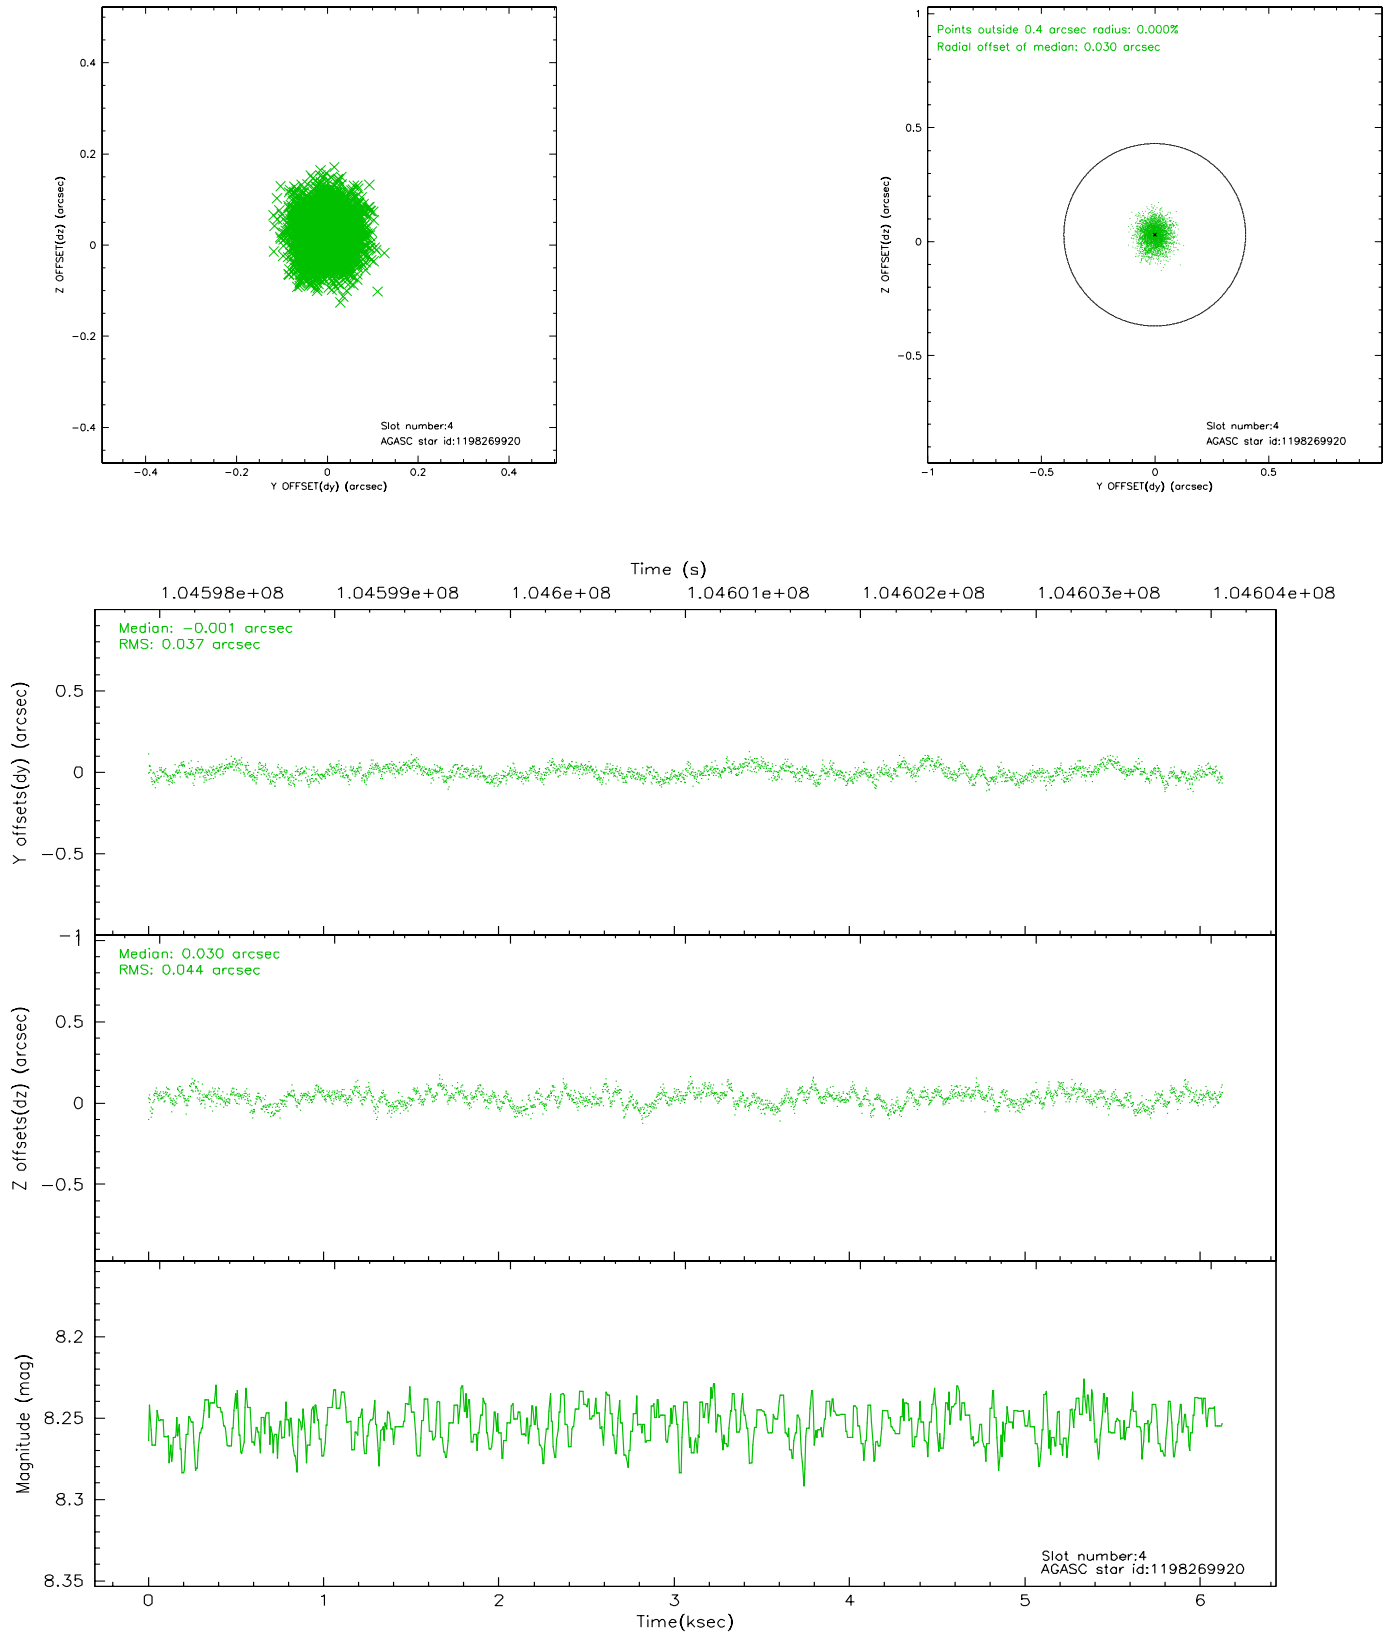 0.4
0.2
0
−0.2
−0.4
Z OFFSET(dz) (arcsec)
Slot number:4
AGASC star id:1198269920
−0.4 −0.2 0 0.2 0.4
Y OFFSET(dy) (arcsec)
Points outside 0.4 arcsec radius: 0.000%
Radial offset of median: 0.030 arcsec
1
0.5
0
−0.5
Z OFFSET(dz) (arcsec)
Slot number:4
AGASC star id:1198269920
−1 −0.5 0 0.5
Y OFFSET(dy) (arcsec)
Time (s)
1.04598e+08 1.04599e+08 1.046e+08 1.04601e+08 1.04602e+08 1.04603e+08 1.04604e+08
Median: −0.001 arcsec
RMS: 0.037 arcsec
0.5
0
−0.5
−1
Y offsets(dy) (arcsec)
Median: 0.030 arcsec
RMS: 0.044 arcsec
1
0.5
0
−0.5
Z offsets(dz) (arcsec)
8.2
8.25
8.3
8.35
Magnitude (mag)
Slot number:4
AGASC star id:1198269920
0 1 2 3 4 5 6
Time(ksec)